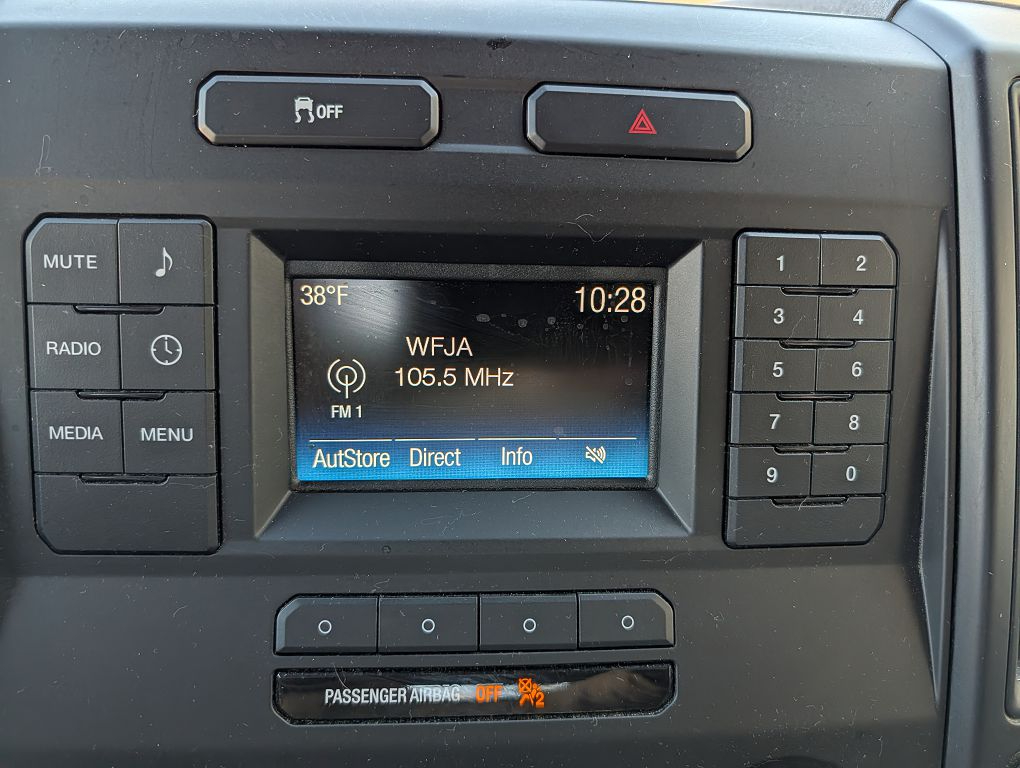 OFF
MUTE
RADIO
MEDIA MENU
38°F 10:28
WFJA
105.5 MHz
FM 1
AutStore Direct Info
1 2
3 4
5 6
7 8
9 0
PASSENGER AIRBAG OFF 2